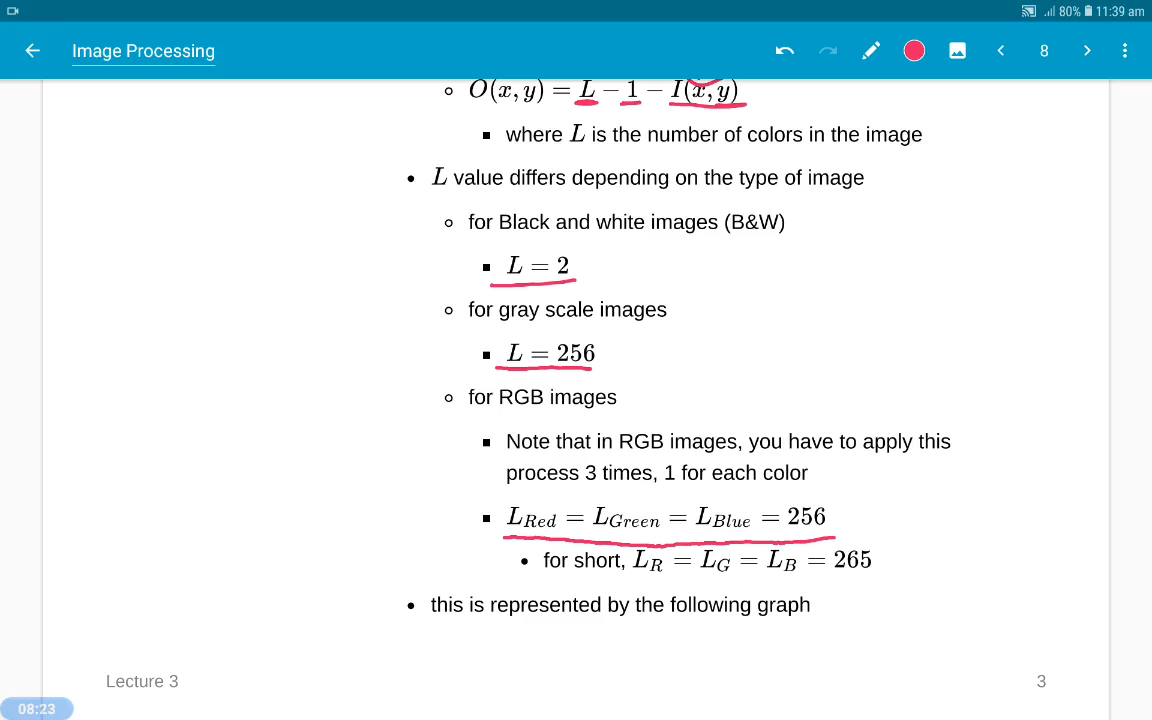 80% 11:39 am
Image Processing 8
O(x, y) = L − 1 − I(x, y)
where L is the number of colors in the image
L value differs depending on the type of image
for Black and white images (B&W)
L = 2
for gray scale images
L = 256
for RGB images
Note that in RGB images, you have to apply this
process 3 times, 1 for each color
L_Red = L_Green = L_Blue = 256
for short, L_R = L_G = L_B = 265
this is represented by the following graph
Lecture 3 3
08:23